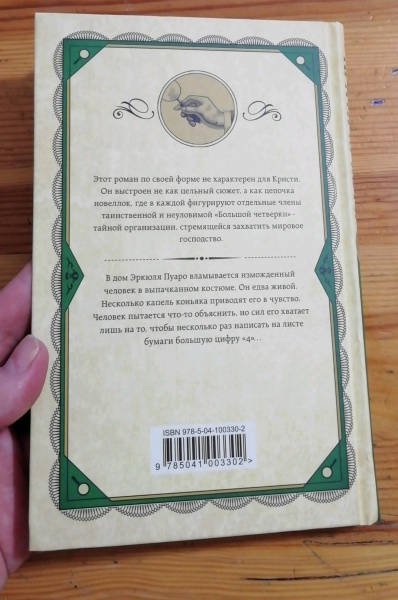 Этот роман по своей форме не характерен для Кристи.
Он выстроен не как цельный сюжет, а как цепочка
новеллок, где в каждой фигурируют отдельные члены
таинственной и неуловимой «Большой четверки» –
тайной организации, стремящейся захватить мировое
господство.
В дом Эркюля Пуаро вламывается изможденный
человек в выпачканном костюме. Он едва живой.
Несколько капель коньяка приводят его в чувство.
Человек пытается что-то объяснить, но сил его хватает
лишь на то, чтобы несколько раз написать на листе
бумаги большую цифру «4»...
ISBN 978-5-04-100330-2
9 785041 003302 >